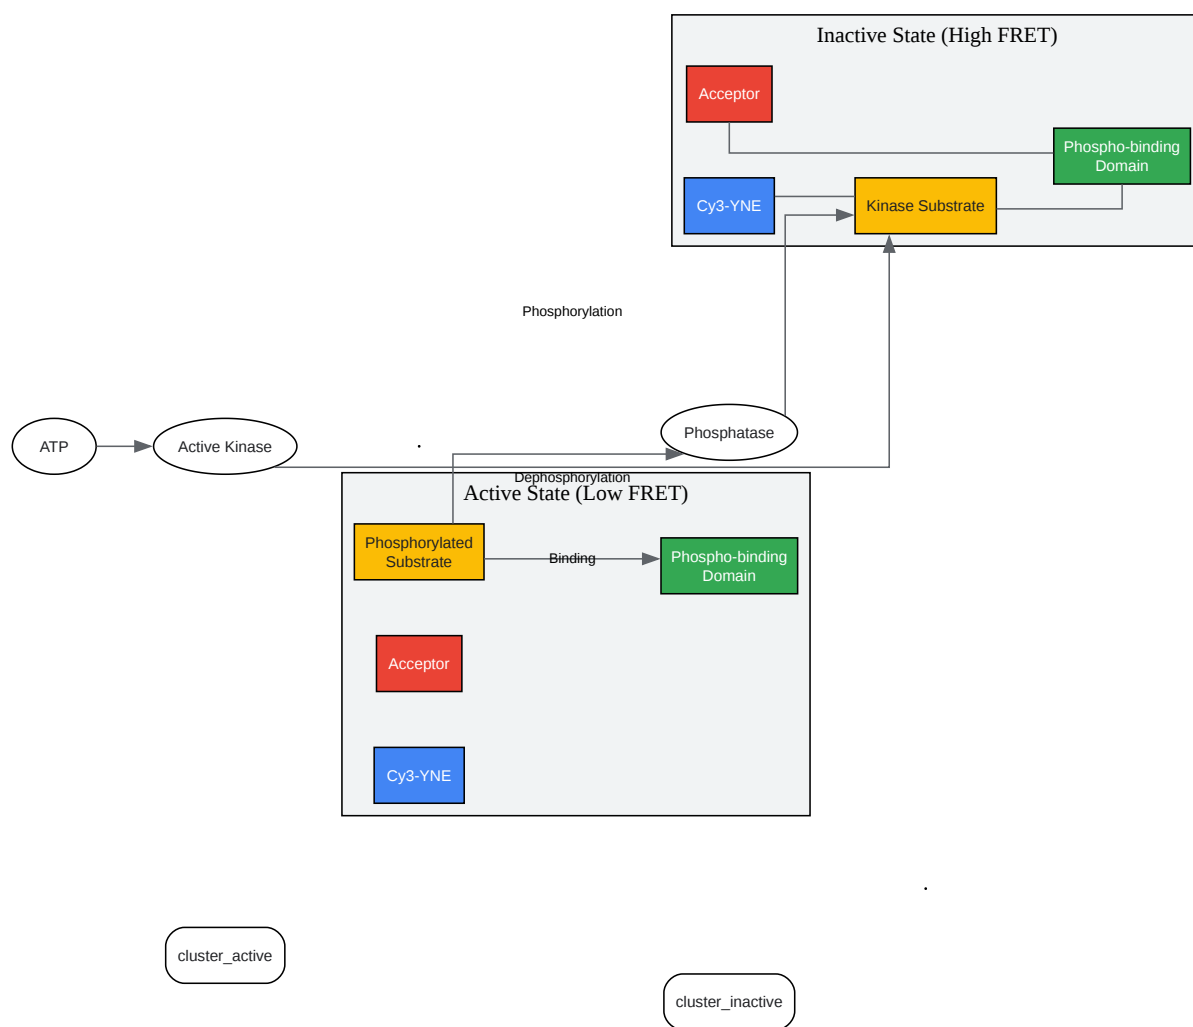 Inactive State (High FRET)
Acceptor
Phospho-binding
Domain
Cy3-YNE
Kinase Substrate
Phosphorylation
ATP
Active Kinase
Phosphatase
Dephosphorylation
Active State (Low FRET)
Phosphorylated
Substrate
Binding
Phospho-binding
Domain
Acceptor
Cy3-YNE
cluster_active
cluster_inactive